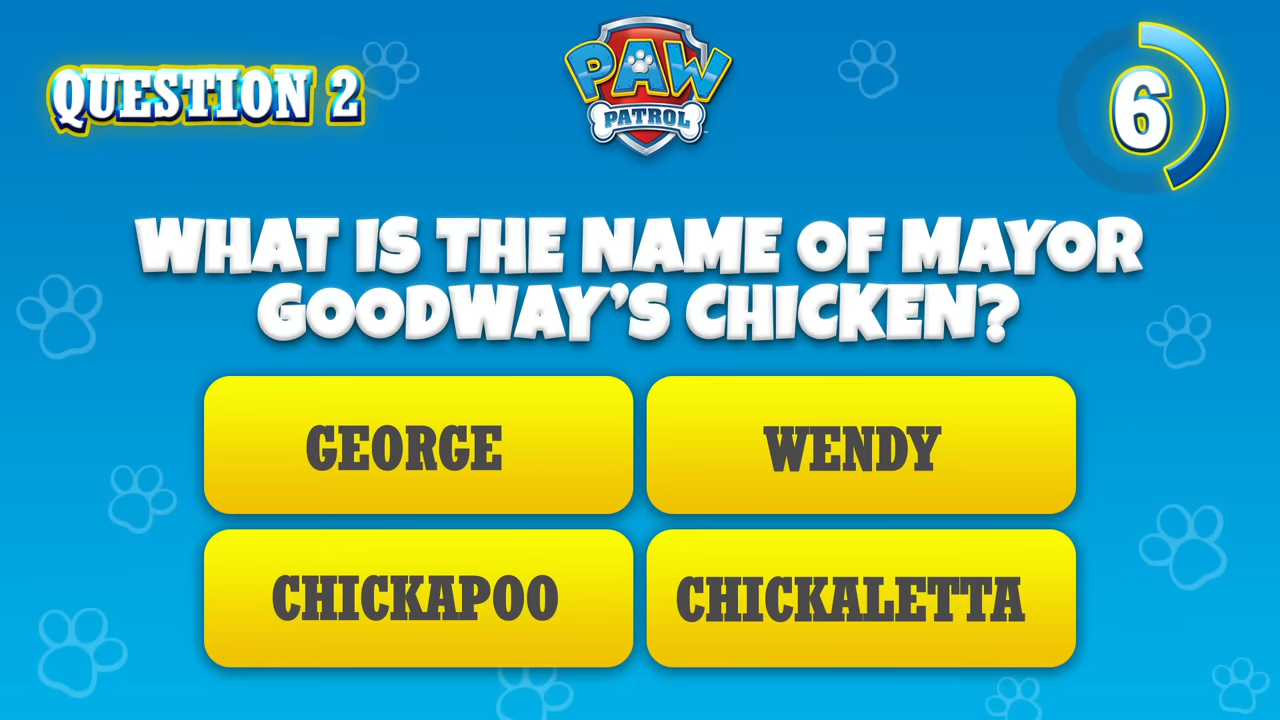 QUESTION 2
PAW
PATROL
6
WHAT IS THE NAME OF MAYOR
GOODWAY'S CHICKEN?
GEORGE
WENDY
CHICKAPOO
CHICKALETTA